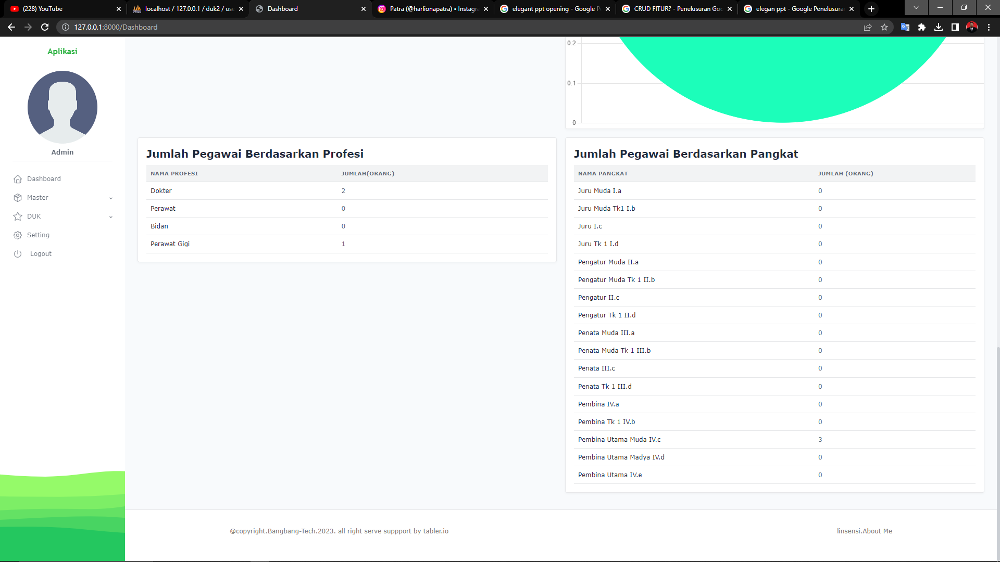 (228) YouTube
localhost / 127.0.0.1 / duk2 / use
Dashboard
Patra (@harlionapatra) • Instagra
elegant ppt opening - Google P
CRUD FITUR? - Penelusuran Goo
elegan ppt - Google Penelusuran
127.0.0.1:8000/Dashboard
Aplikasi
Admin
Dashboard
Master
DUK
Setting
Logout
0.2
0.1
0
Jumlah Pegawai Berdasarkan Profesi
NAMA PROFESI JUMLAH(ORANG)
Dokter 2
Perawat 0
Bidan 0
Perawat Gigi 1
Jumlah Pegawai Berdasarkan Pangkat
NAMA PANGKAT JUMLAH (ORANG)
Juru Muda I.a 0
Juru Muda Tk1 I.b 0
Juru I.c 0
Juru Tk 1 I.d 0
Pengatur Muda II.a 0
Pengatur Muda Tk 1 II.b 0
Pengatur II.c 0
Pengatur Tk 1 II.d 0
Penata Muda III.a 0
Penata Muda Tk 1 III.b 0
Penata III.c 0
Penata Tk 1 III.d 0
Pembina IV.a 0
Pembina Tk 1 IV.b 0
Pembina Utama Muda IV.c 3
Pembina Utama Madya IV.d 0
Pembina Utama IV.e 0
@copyright.Bangbang-Tech.2023. all right serve suppport by tabler.io
linsensi.About Me